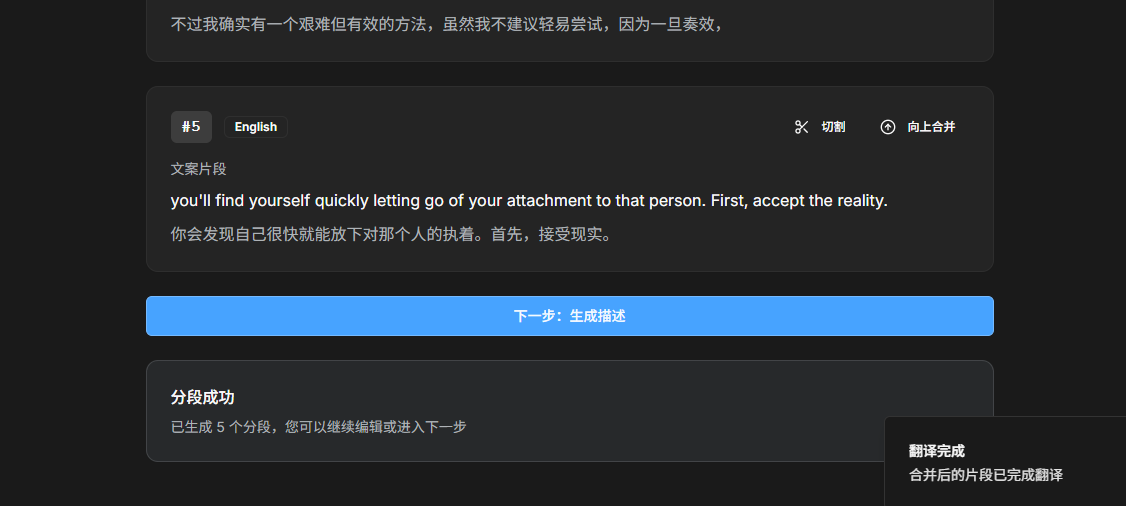 不过我确实有一个艰难但有效的方法，虽然我不建议轻易尝试，因为一旦奏效，
#5
English
切割
向上合并
文案片段
you'll find yourself quickly letting go of your attachment to that person. First, accept the reality.
你会发现自己很快就能放下对那个人的执着。首先，接受现实。
下一步：生成描述
分段成功
已生成 5 个分段，您可以继续编辑或进入下一步
翻译完成
合并后的片段已完成翻译